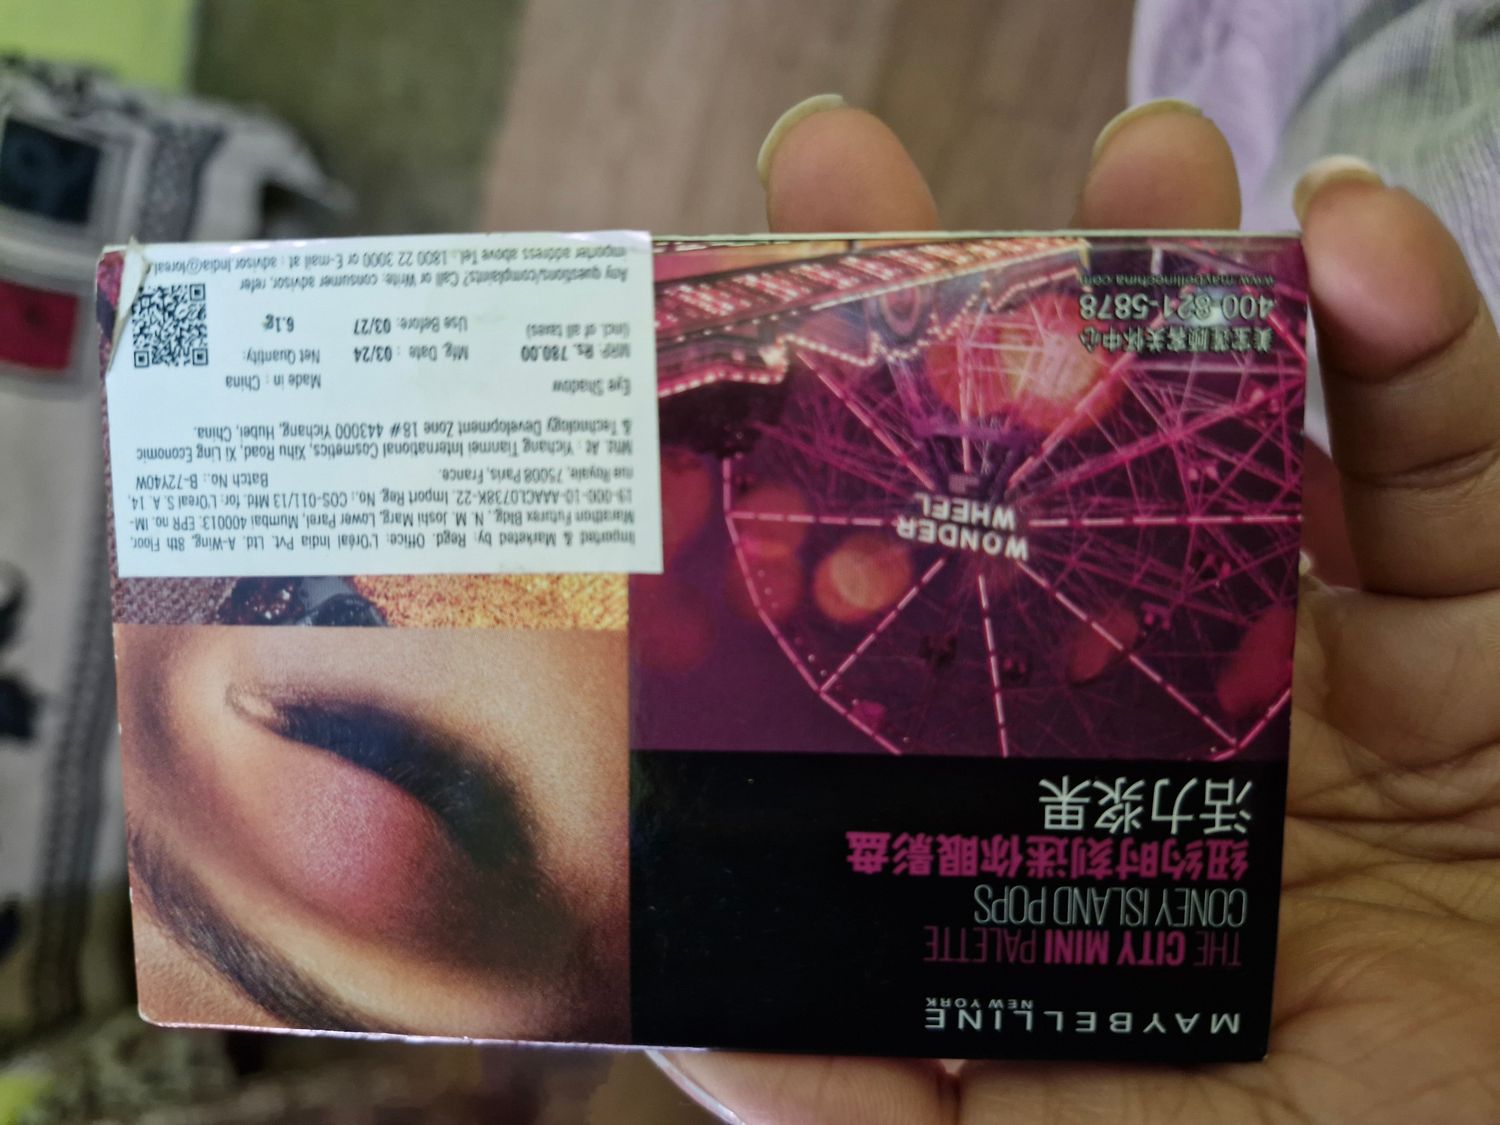 MAYBELLINE
NEW YORK
THE CITY MINI PALETTE
CONEY ISLAND POPS
纽约时刻迷你眼影盘
活力浆果
WONDER
WHEEL
美宝莲顾客关怀中心
400-821-5878
www.maybellinechina.com
Imported & Marketed by: Regd. Office: L'Oréal India Pvt. Ltd. A-Wing, 8th Floor,
Marathon Futurex Bldg., N. M. Joshi Marg, Lower Parel, Mumbai 400013. EPR no. IM-
19-000-10-AAACL0738K-22. Import Reg. No.: COS-011/13 Mfd for: L'Oreal S. A. 14,
rue Royale, 75008 Paris, France. Batch No.: B-72Y40W
Unit At : Yichang Tianmei International Cosmetics, Xihu Road, Xi Ling Economic
& Technology Development Zone 18# 443000 Yichang, Hubei, China.
Eye Shadow Made in : China
MRP: Rs. 780.00 Mfg. Date : 03/24 Net Quantity:
(incl. of all taxes) Use Before: 03/27 6.1g
Any questions/complaints? Call or Write: consumer advisor, refer
importer address above Tel.: 1800 22 3000 or E-mail at : advisor.india@loreal.